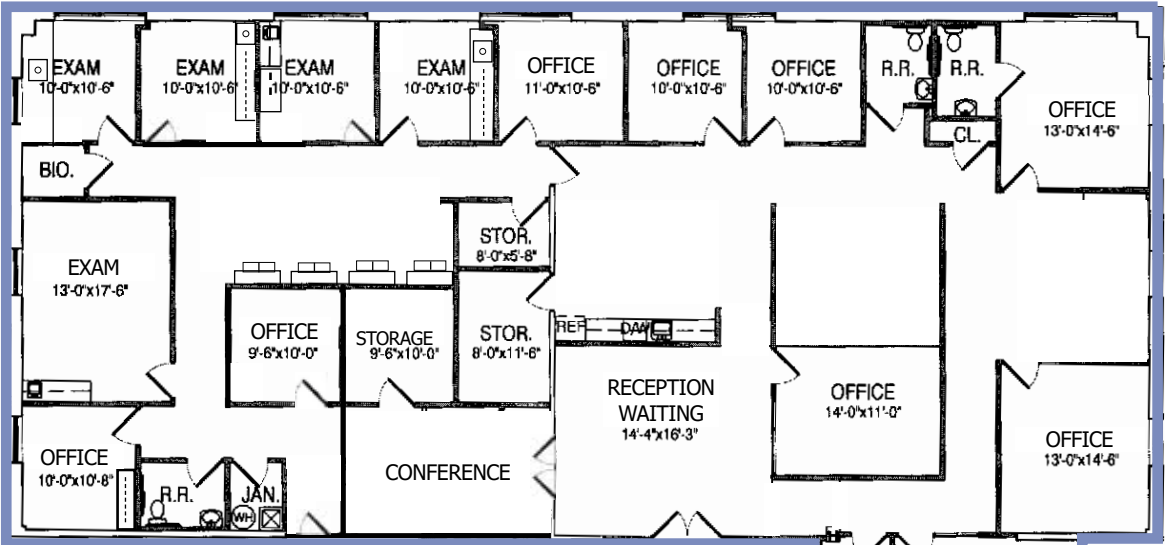 EXAM
10'-0"x10'-6"
EXAM
10'-0"x10'-6"
EXAM
10'-0"x10'-6"
EXAM
10'-0"x10'-6"
OFFICE
11'-0"x10'-6"
OFFICE
10'-0"x10'-6"
OFFICE
10'-0"x10'-6"
R.R.
R.R.
OFFICE
13'-0"x14'-6"
CL.
BIO.
EXAM
13'-0"x17'-6"
STOR.
8'-0"x5'-8"
OFFICE
9'-6"x10'-0"
STORAGE
9'-6"x10'-0"
STOR.
8'-0"x11'-6"
REF
D/W
RECEPTION
WAITING
14'-4"x16'-3"
OFFICE
14'-0"x11'-0"
OFFICE
13'-0"x14'-6"
OFFICE
10'-0"x10'-8"
R.R.
JAN.
WH
CONFERENCE